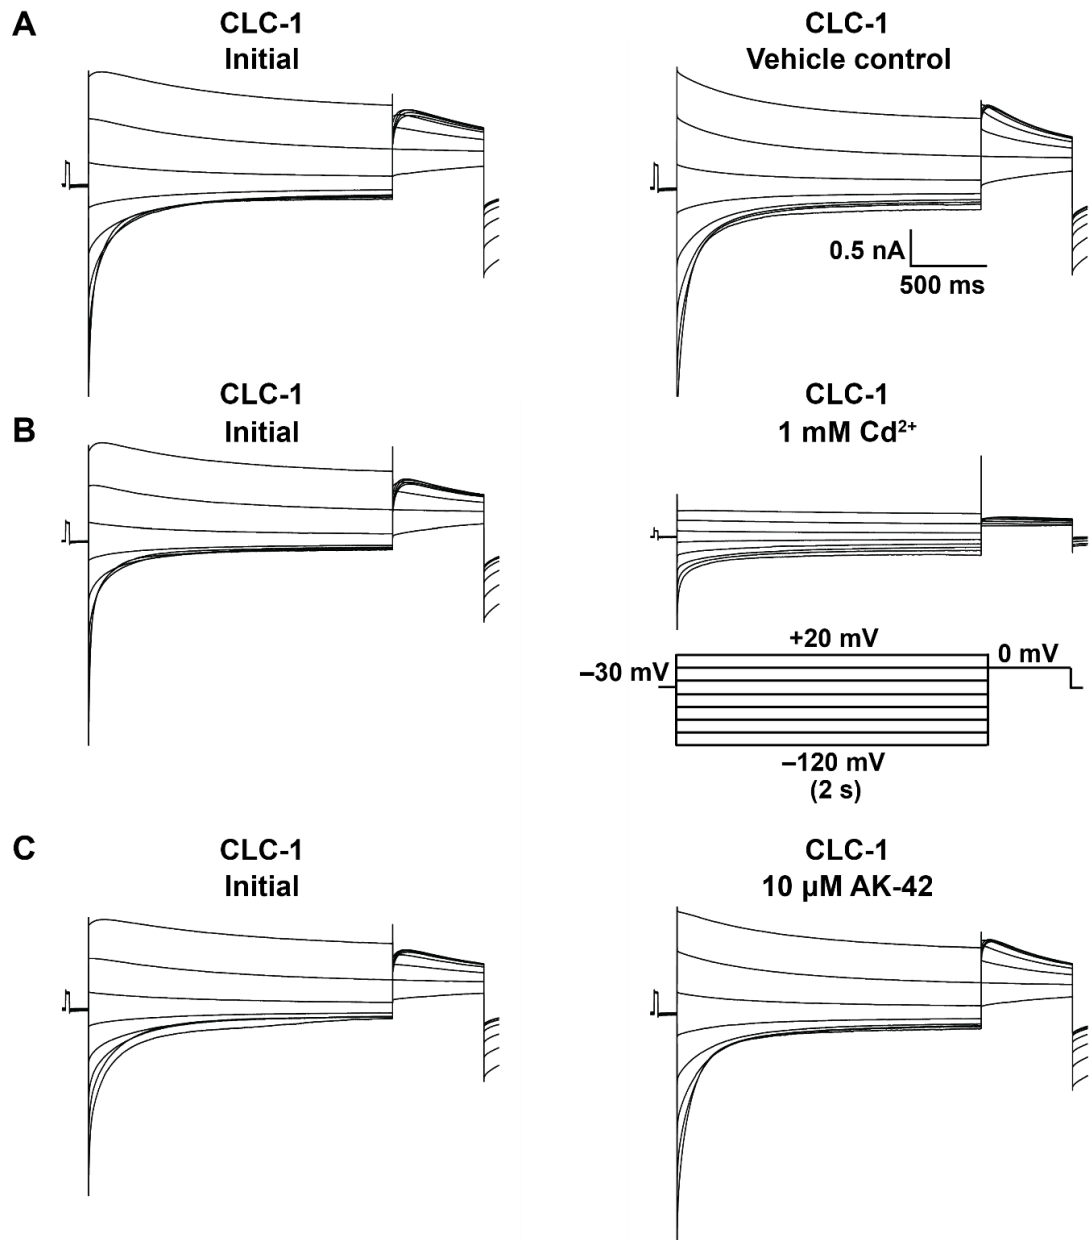 A
CLC-1
Initial
CLC-1
Vehicle control
0.5 nA
500 ms
B
CLC-1
Initial
CLC-1
1 mM Cd²⁺
+20 mV
0 mV
–30 mV
–120 mV
(2 s)
C
CLC-1
Initial
CLC-1
10 µM AK-42